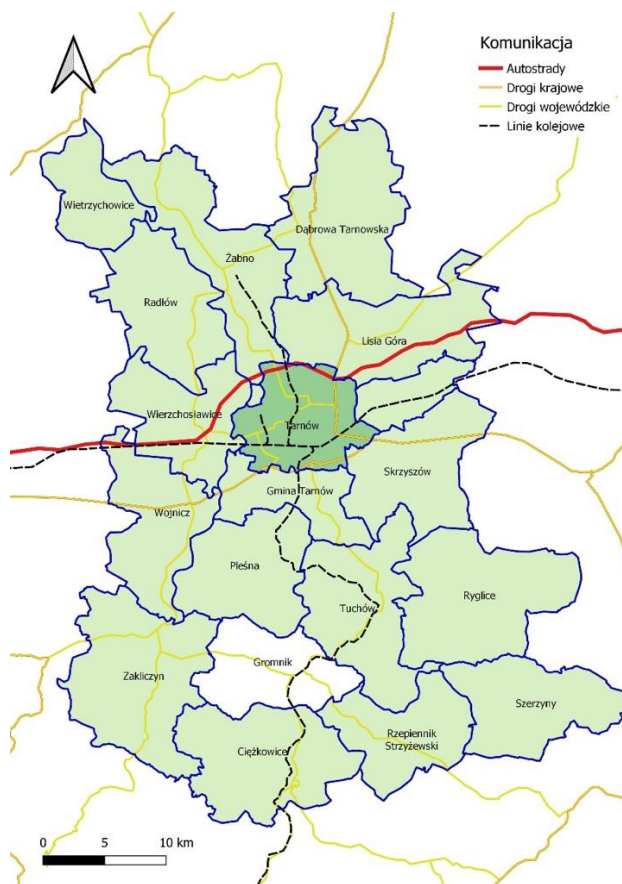 Komunikacja
Autostrady
Drogi krajowe
Drogi wojewódzkie
Linie kolejowe
Wietrzychowice
Dąbrowa Tarnowska
Żabno
Radłów
Lisia Góra
Wierzchosławice
Tarnów
Skrzyszów
Gmina Tarnów
Wojnicz
Pleśna
Ryglice
Tuchów
Gromnik
Zakliczyn
Szerzyny
Rzepiennik
Strzyżewski
Ciężkowice
0 5 10 km